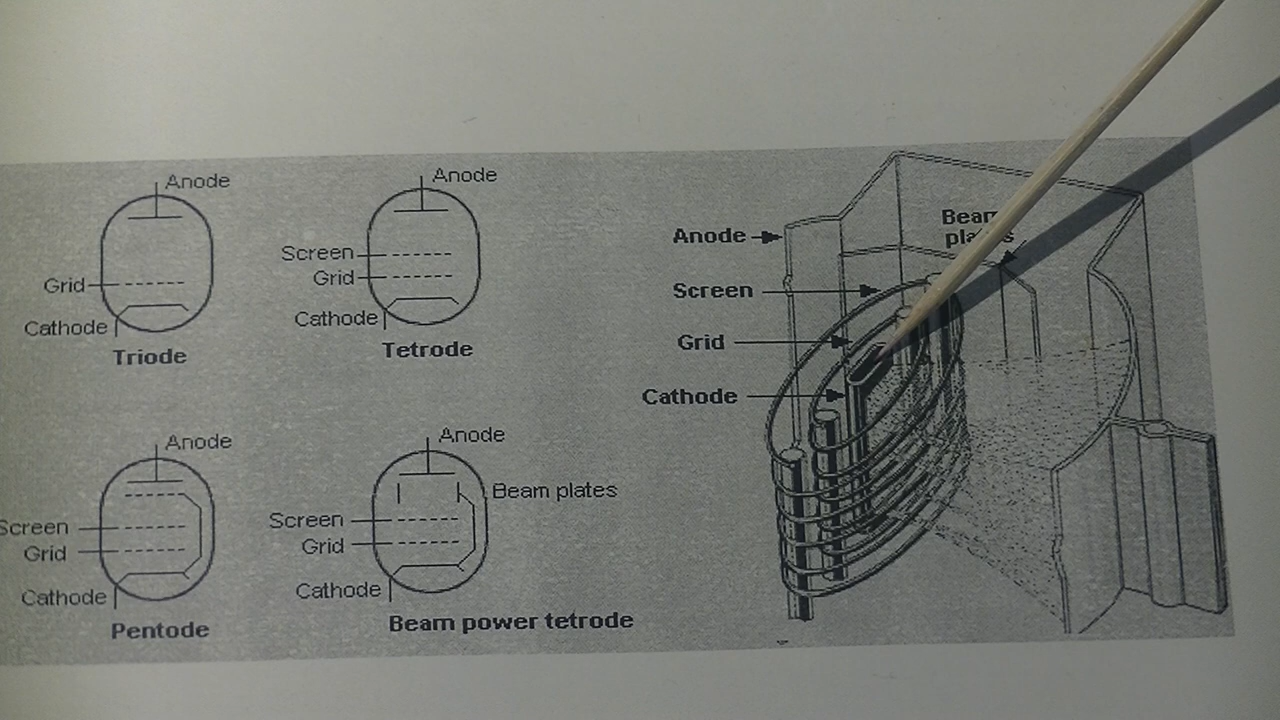 Anode
Grid
Cathode
Triode
Anode
Screen
Grid
Cathode
Tetrode
Anode
Screen
Grid
Cathode
Pentode
Anode
Beam plates
Screen
Grid
Cathode
Beam power tetrode
Anode
Beam
plates
Screen
Grid
Cathode